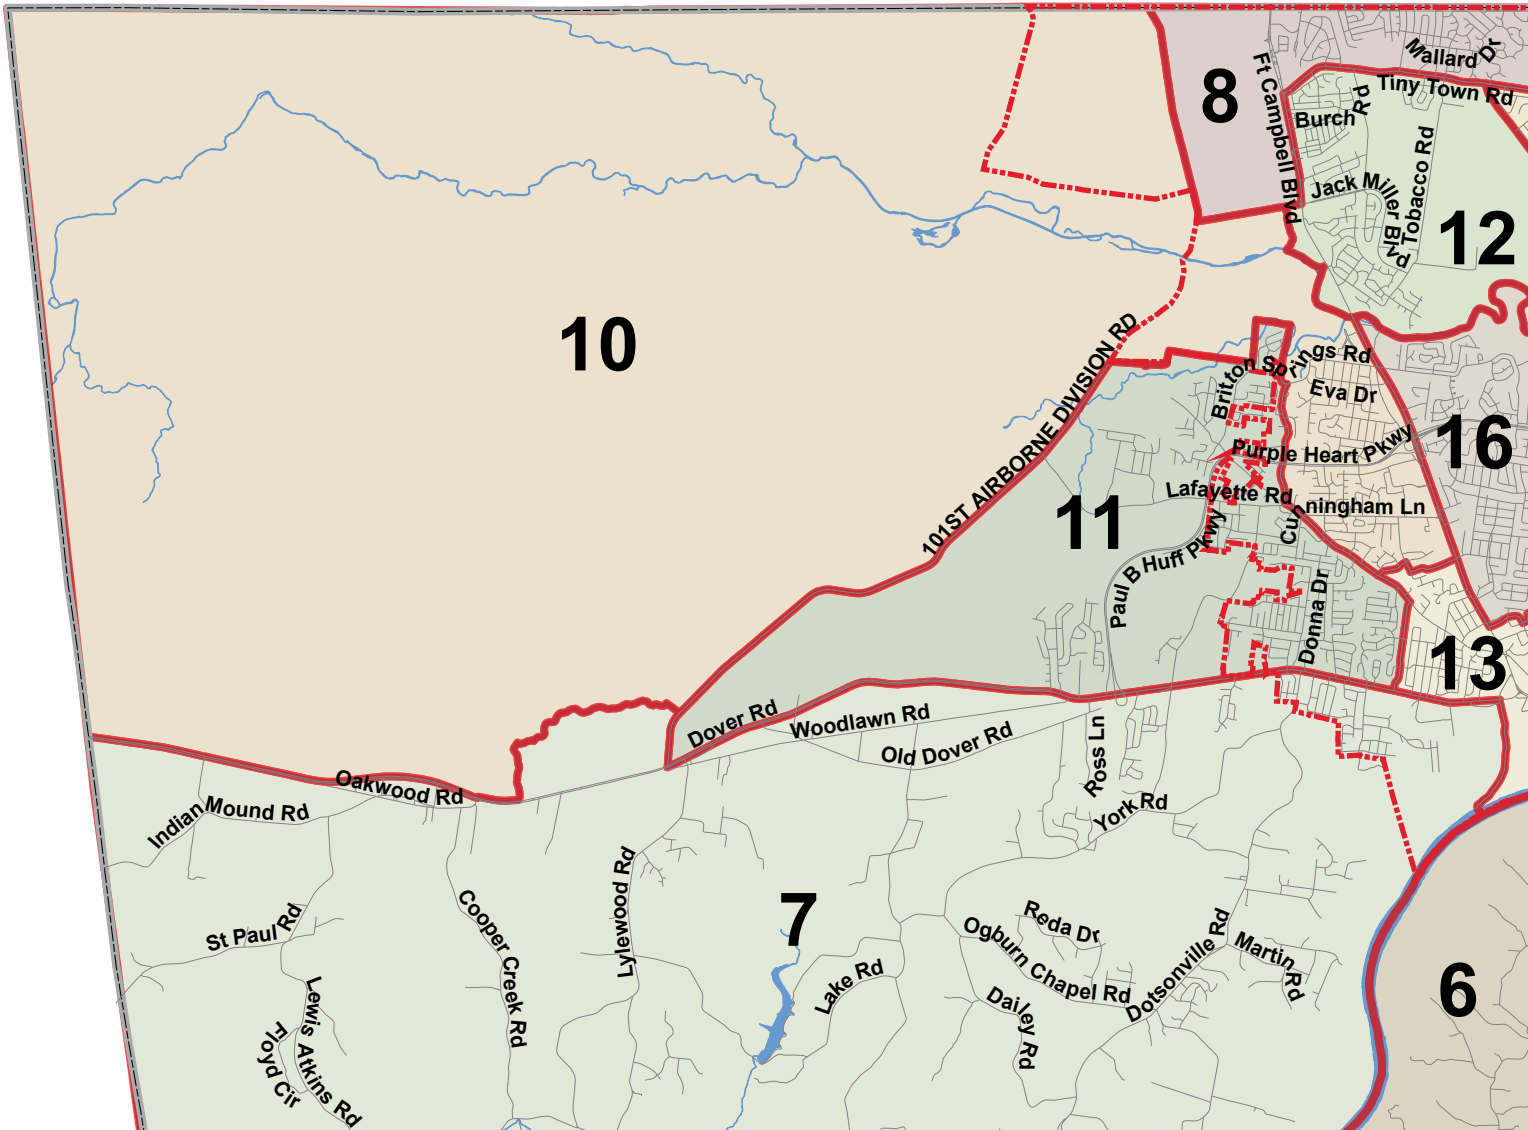 Mallard Dr
8
Ft Campbell Blvd
Tiny Town Rd
Burch Rd
Jack Miller Blvd
Tobacco Rd
12
10
101ST AIRBORNE DIVISION RD
Britton Springs Rd
Eva Dr
16
Purple Heart Pkwy
Lafayette Rd
11
Cunningham Ln
Paul B Huff Pkwy
Donna Dr
13
Dover Rd
Woodlawn Rd
Old Dover Rd
Ross Ln
Oakwood Rd
Indian Mound Rd
York Rd
Lylewood Rd
7
Cooper Creek Rd
St Paul Rd
Reda Dr
Ogburn Chapel Rd
Dotsonville Rd
Martin Rd
Lake Rd
6
Lewis Atkins Rd
Dailey Rd
Floyd Cir